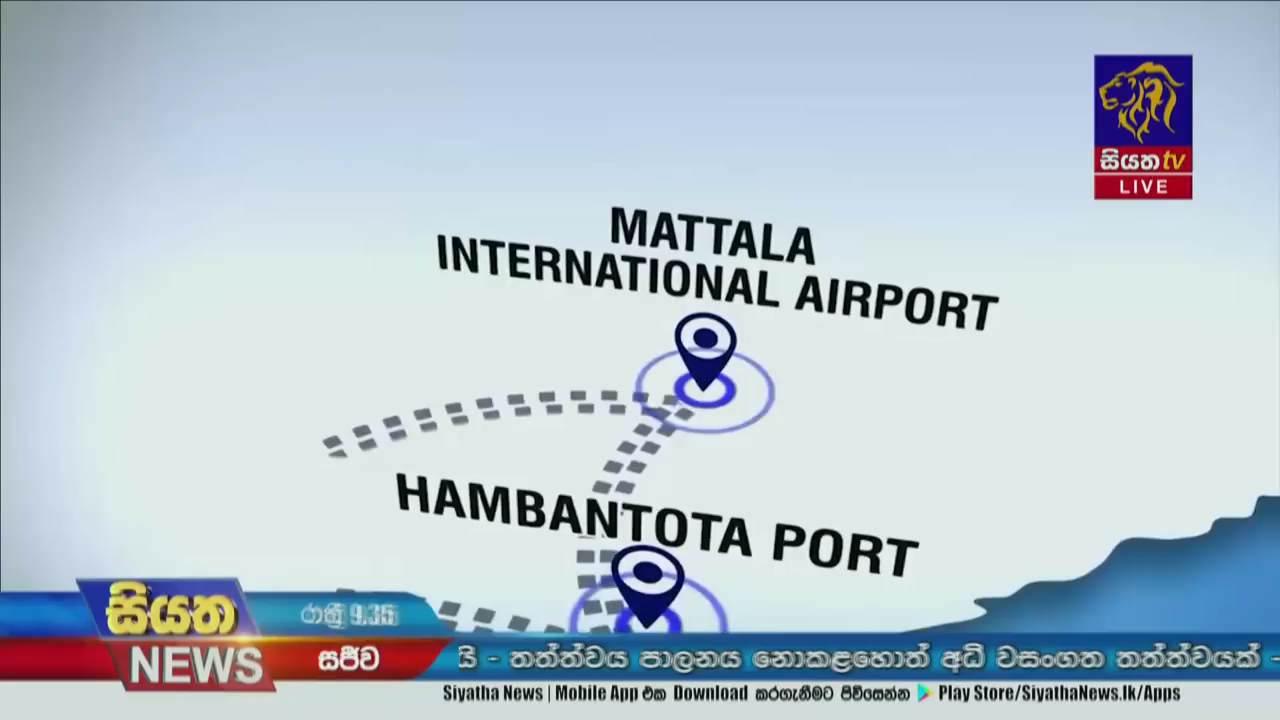 සියත tv
LIVE
MATTALA
INTERNATIONAL AIRPORT
HAMBANTOTA PORT
සියත
NEWS
රාත්‍රී 9.35
සජීව
යි - තත්ත්වය පාලනය නොකළහොත් අධි වසංගත තත්ත්වයක් -
Siyatha News | Mobile App එක Download කරගැනීමට පිවිසෙන්න Play Store/SiyathaNews.lk/Apps